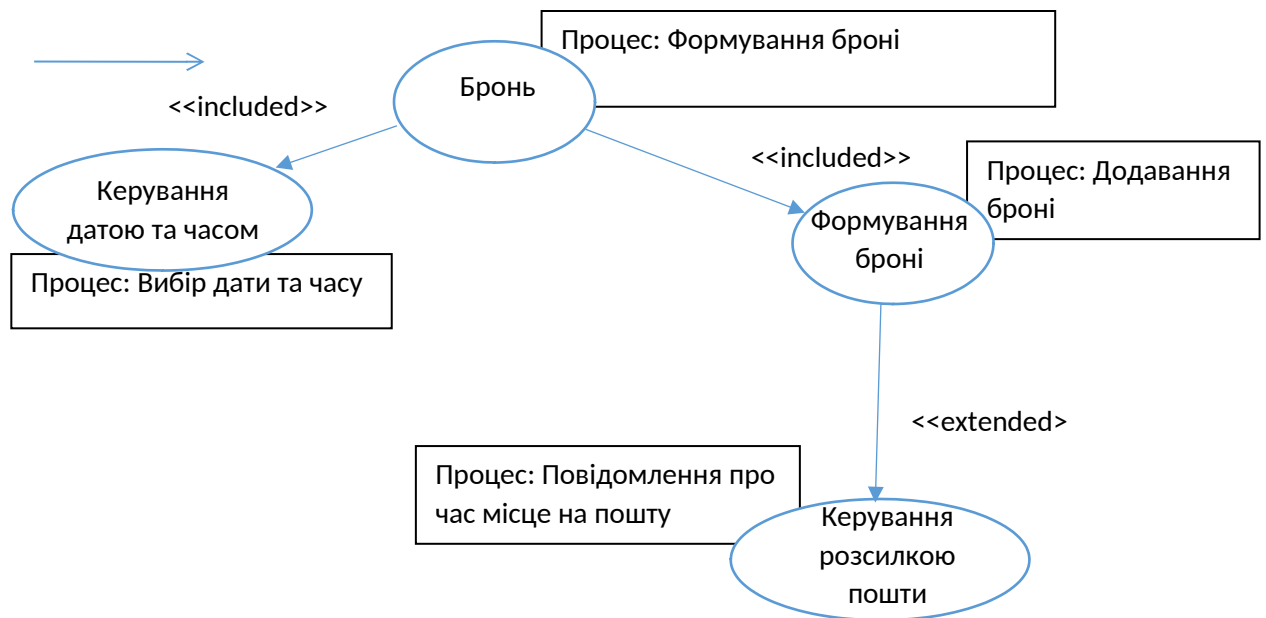 Процес: Формування броні
Бронь
<<included>>
<<included>>
Процес: Додавання
броні
Керування
датою та часом
Формування
броні
Процес: Вибір дати та часу
<<extended>
Процес: Повідомлення про
час місце на пошту
Керування
розсилкою
пошти